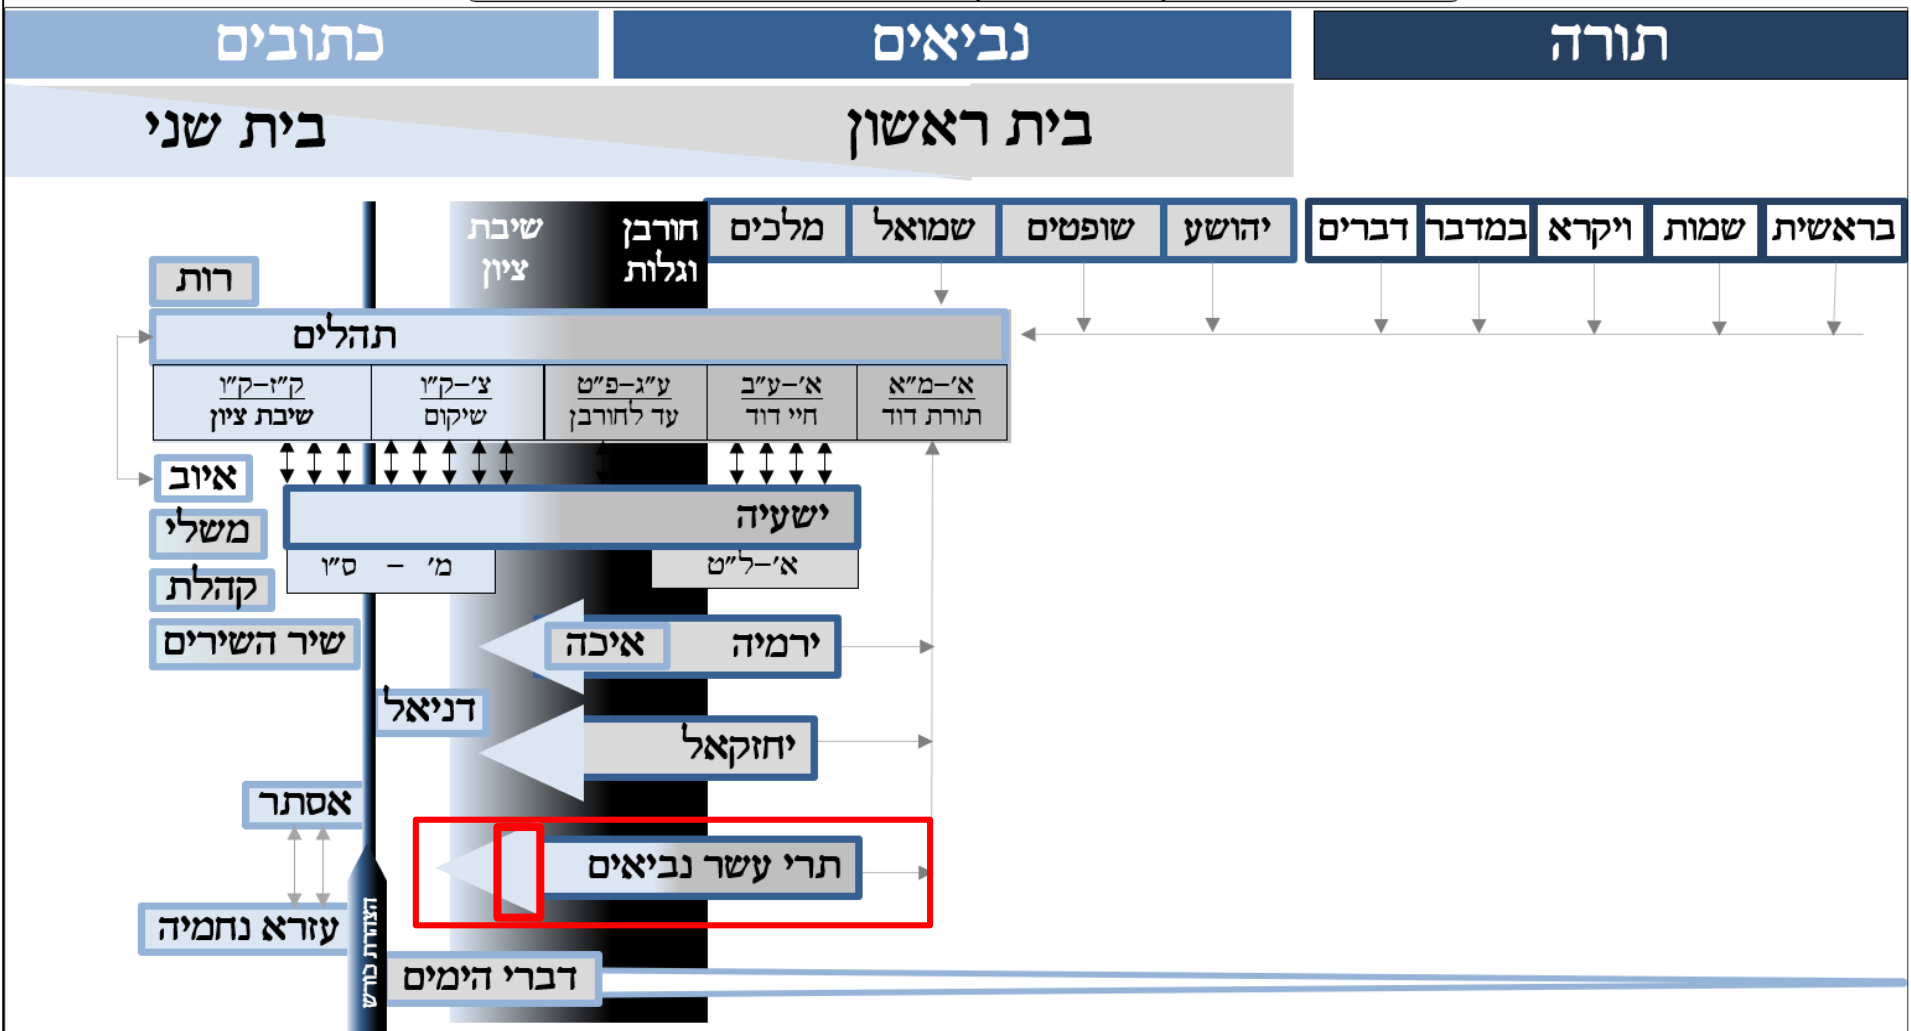 תורה
נביאים
כתובים
בית ראשון
בית שני
בראשית
שמות
ויקרא
במדבר
דברים
יהושע
שופטים
שמואל
מלכים
חורבן
וגלות
שיבת
ציון
רות
תהלים
א׳–מ״א
תורת דוד
א׳–ע״ב
חיי דוד
ע״ג–פ״ט
עד לחורבן
צ׳–ק״ו
שיקום
ק״ז–ק״ו
שיבת ציון
איוב
ישעיה
משלי
א׳–ל״ט
מ׳ – ס״ו
קהלת
ירמיה
איכה
שיר השירים
דניאל
יחזקאל
אסתר
תרי עשר נביאים
עזרא נחמיה
הצהרת כורש
דברי הימים